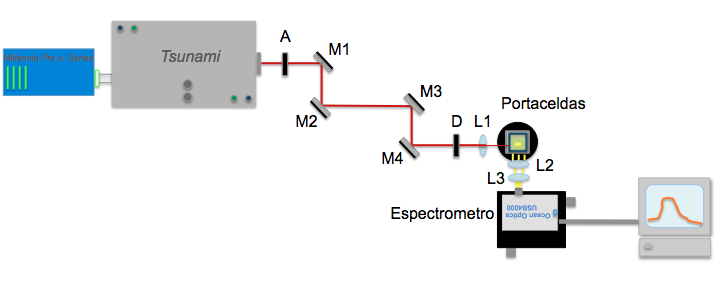 Millennia Pro s- Series
Tsunami
A
M1
M2
M3
M4
D
L1
Portaceldas
L2
L3
Espectrometro
Ocean Optics
USB4000